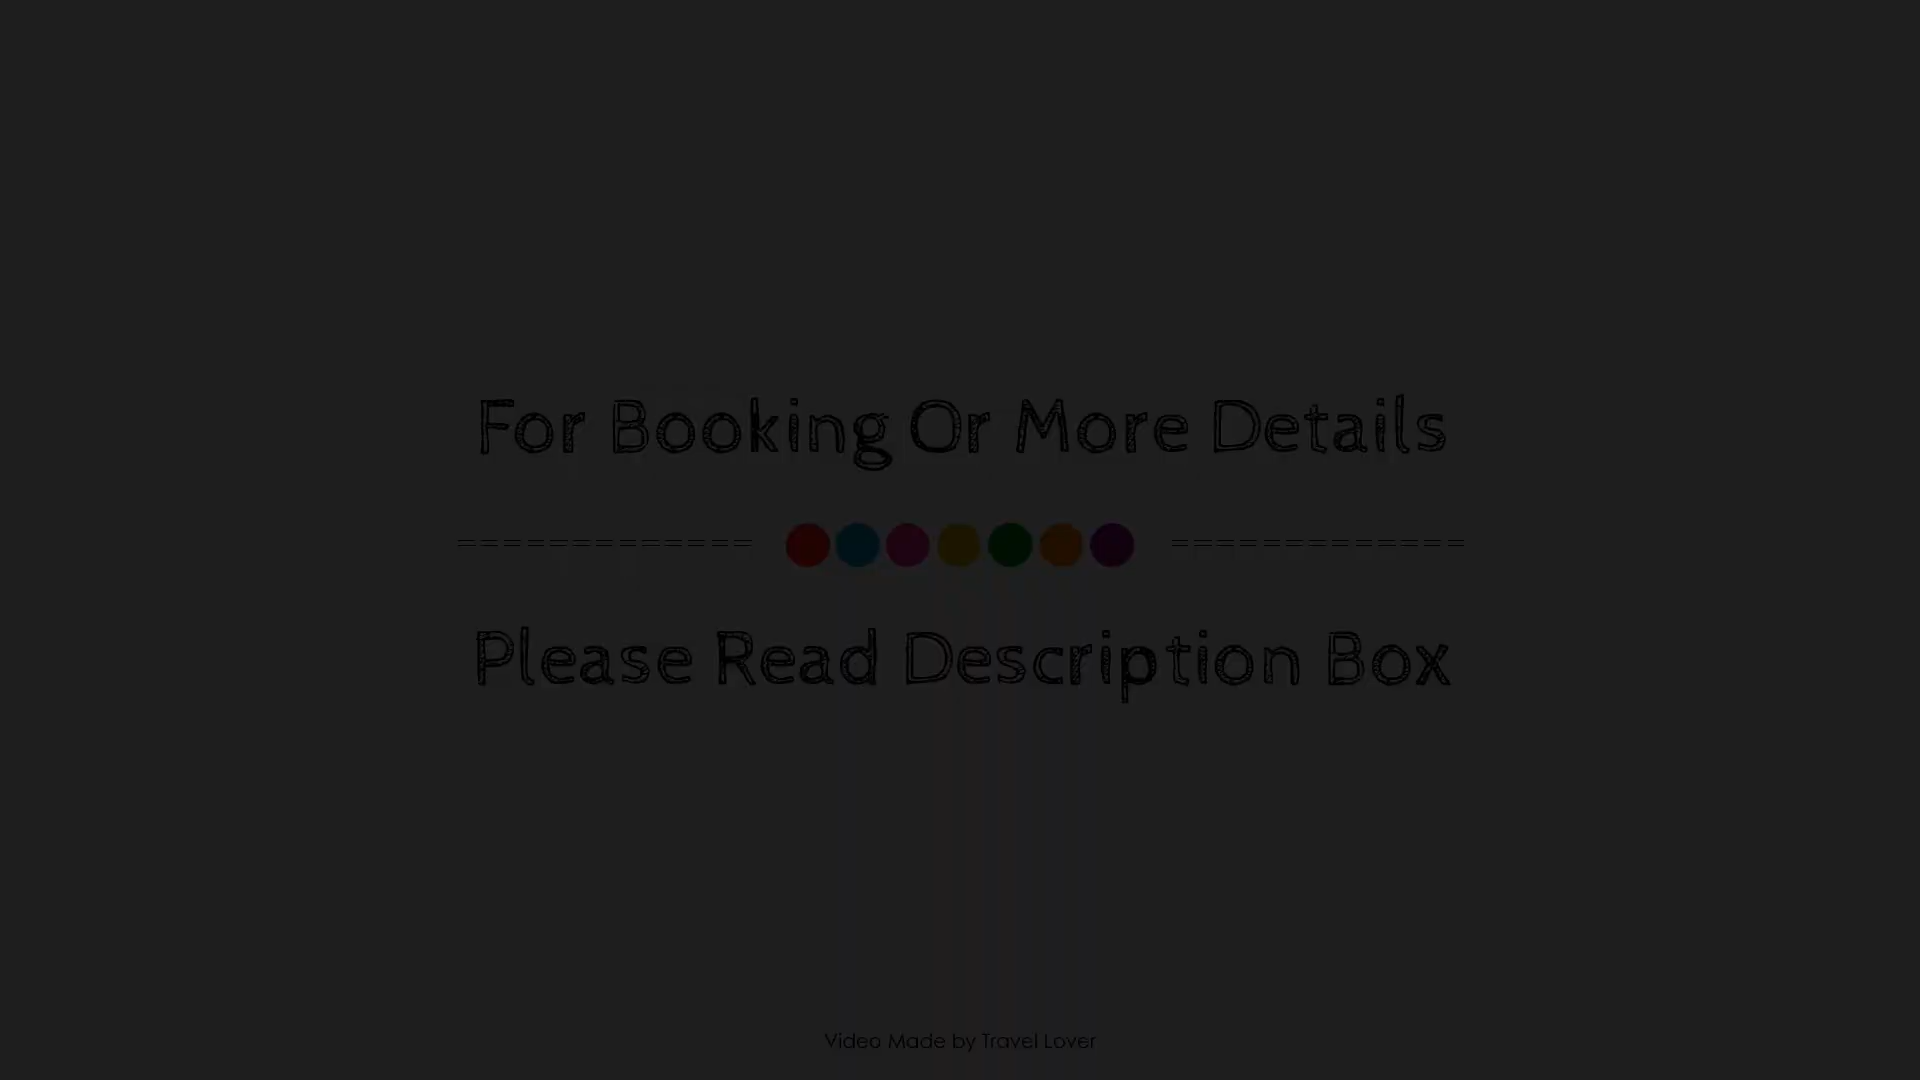 For Booking Or More Details
============= =============
Please Read Description Box
Video Made by Travel Lover